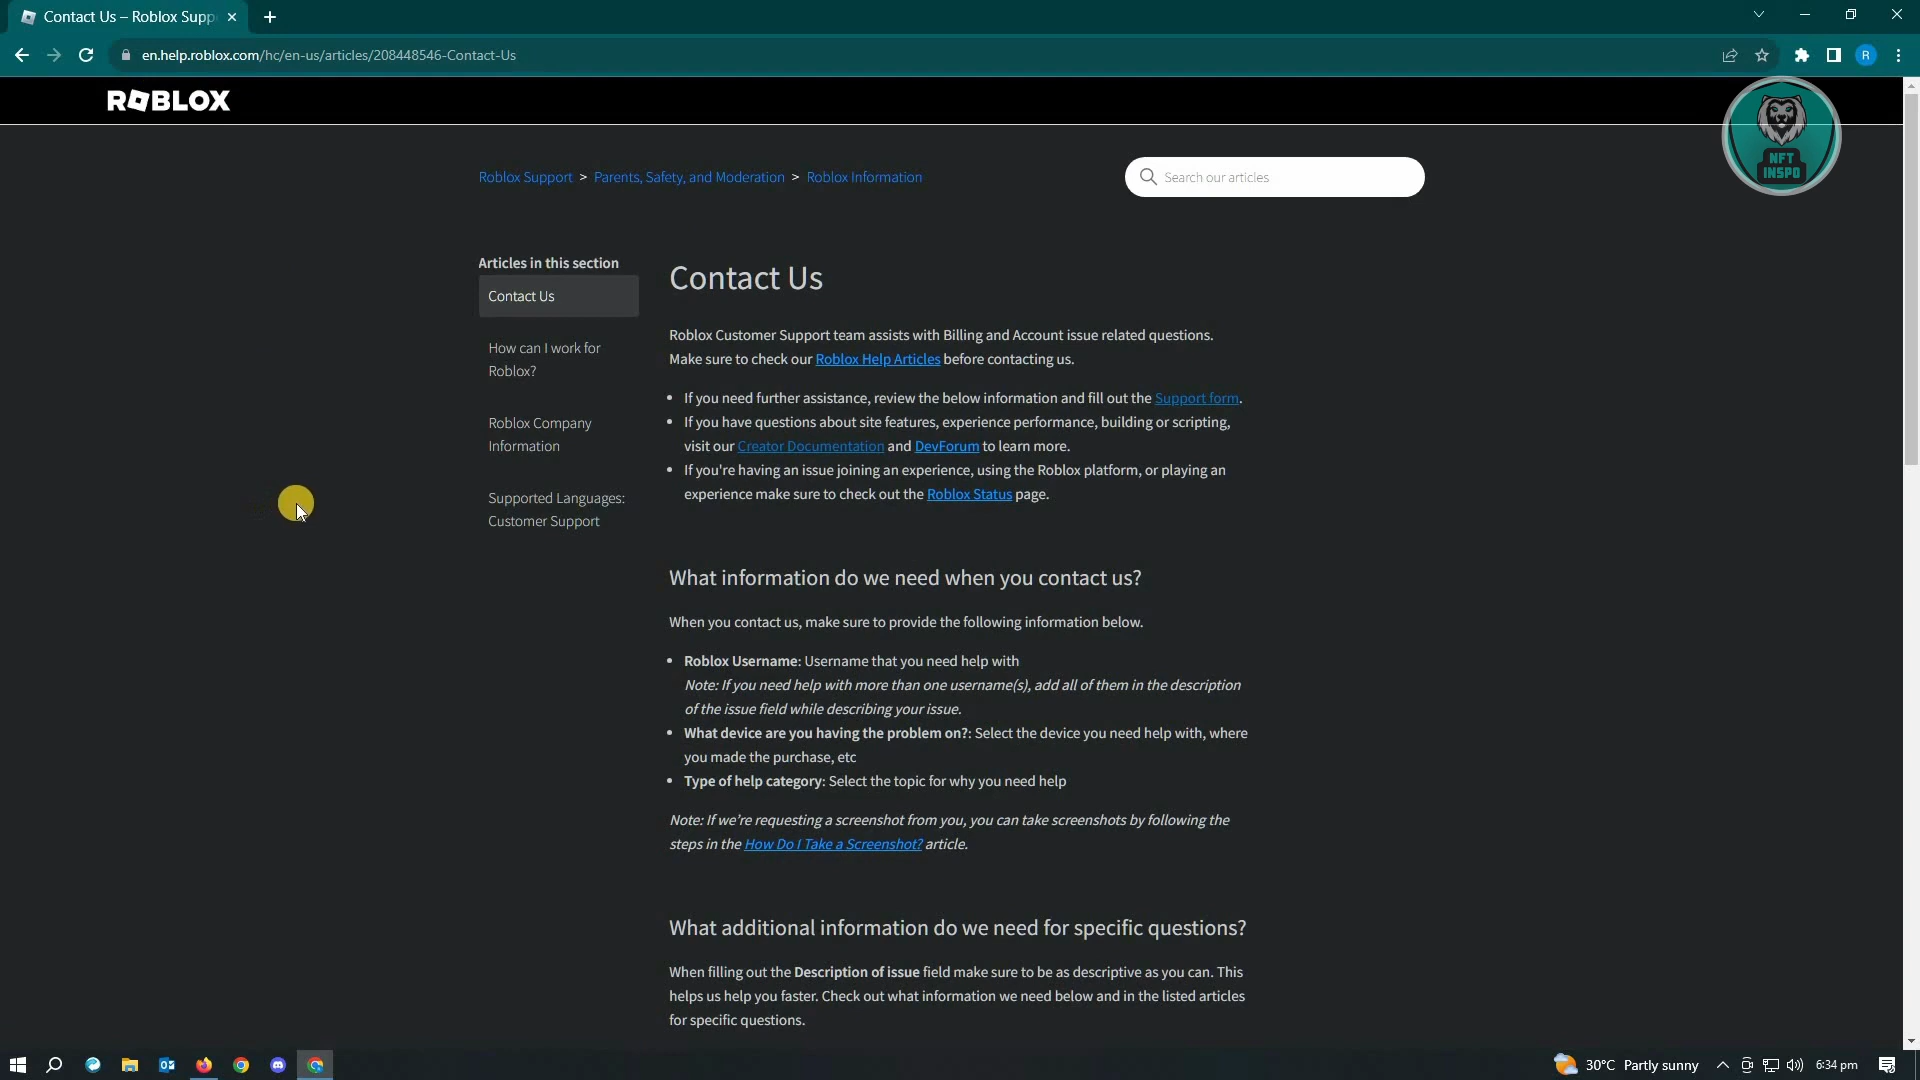 Contact Us – Roblox Supp
en.help.roblox.com/hc/en-us/articles/208448546-Contact-Us
R
ROBLOX
NFT
INSPO
Roblox Support > Parents, Safety, and Moderation > Roblox Information
Search our articles
Articles in this section
Contact Us
How can I work for
Roblox?
Roblox Company
Information
Supported Languages:
Customer Support
Contact Us
Roblox Customer Support team assists with Billing and Account issue related questions.
Make sure to check our Roblox Help Articles before contacting us.
• If you need further assistance, review the below information and fill out the Support form.
• If you have questions about site features, experience performance, building or scripting,
visit our Creator Documentation and DevForum to learn more.
• If you're having an issue joining an experience, using the Roblox platform, or playing an
experience make sure to check out the Roblox Status page.
What information do we need when you contact us?
When you contact us, make sure to provide the following information below.
• Roblox Username: Username that you need help with
Note: If you need help with more than one username(s), add all of them in the description
of the issue field while describing your issue.
• What device are you having the problem on?: Select the device you need help with, where
you made the purchase, etc
• Type of help category: Select the topic for why you need help
Note: If we’re requesting a screenshot from you, you can take screenshots by following the
steps in the How Do I Take a Screenshot? article.
What additional information do we need for specific questions?
When filling out the Description of issue field make sure to be as descriptive as you can. This
helps us help you faster. Check out what information we need below and in the listed articles
for specific questions.
30°C Partly sunny
6:34 pm